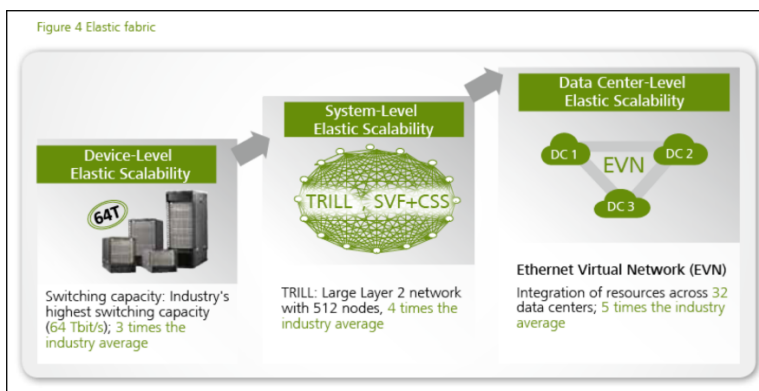 Figure 4 Elastic fabric
Device-Level
Elastic Scalability
64T
Switching capacity: Industry's
highest switching capacity
(64 Tbit/s); 3 times the
industry average
System-Level
Elastic Scalability
TRILL SVF+CSS
TRILL: Large Layer 2 network
with 512 nodes, 4 times the
industry average
Data Center-Level
Elastic Scalability
DC 1
EVN
DC 2
DC 3
Ethernet Virtual Network (EVN)
Integration of resources across 32
data centers; 5 times the industry
average